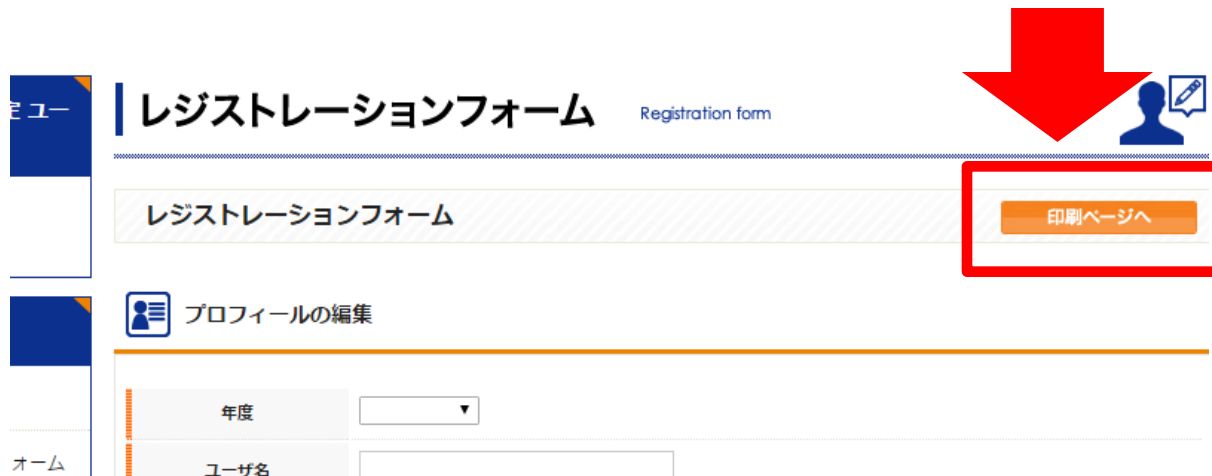 ユー
レジストレーションフォーム Registration form
レジストレーションフォーム
印刷ページへ
プロフィールの編集
年度
ォーム
ユーザ名